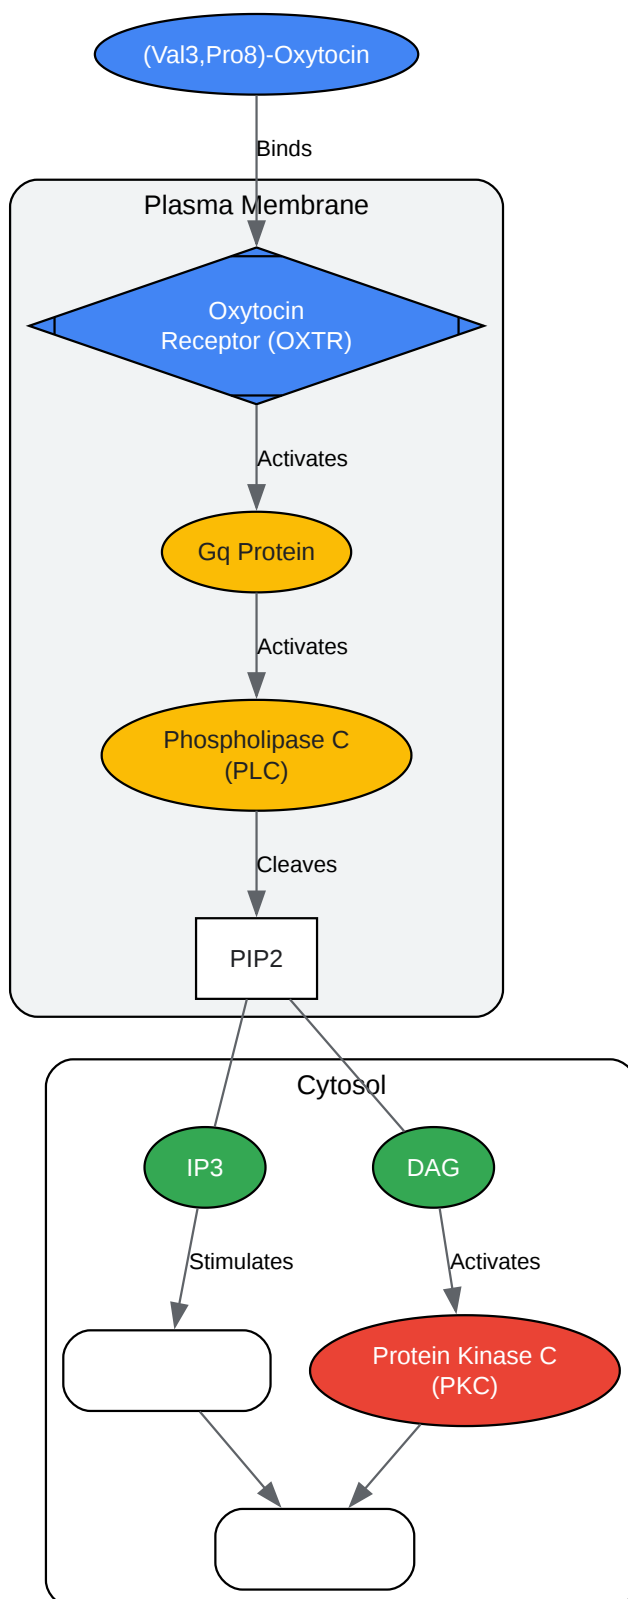 (Val3,Pro8)-Oxytocin
Binds
Plasma Membrane
Oxytocin
Receptor (OXTR)
Activates
Gq Protein
Activates
Phospholipase C
(PLC)
Cleaves
PIP2
Cytosol
IP3
DAG
Stimulates
Activates
Protein Kinase C
(PKC)